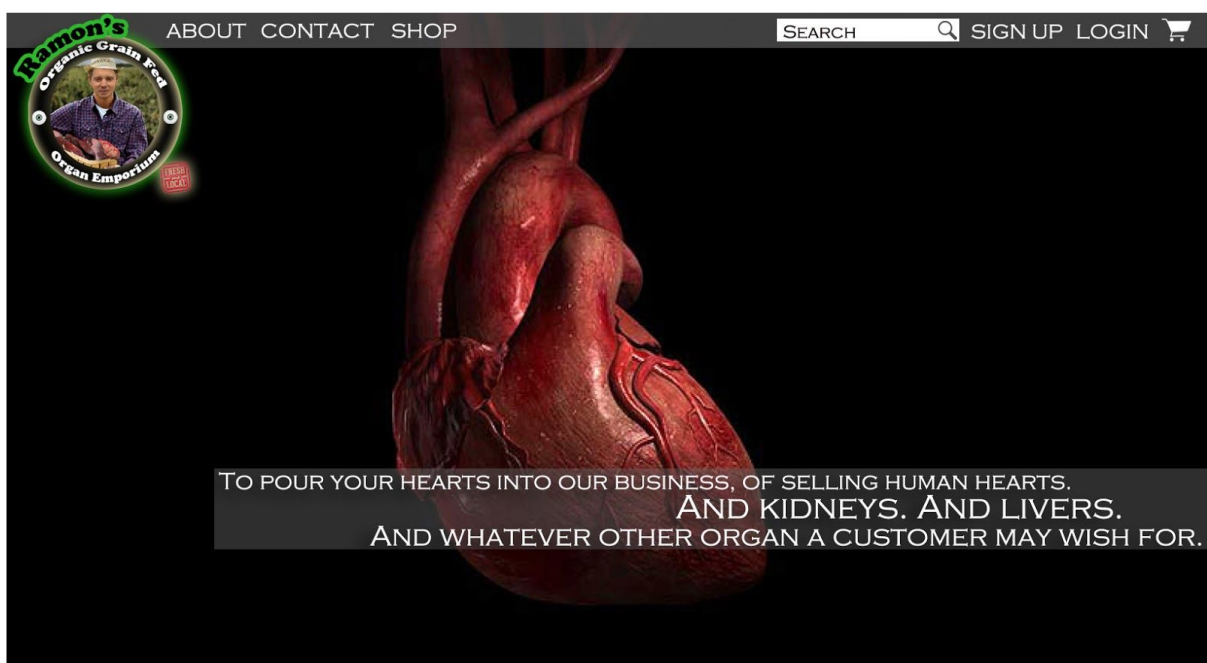 Ramon's
Organic Grain Fed
Organ Emporium
FRESH
LOCAL
ABOUT CONTACT SHOP
SEARCH
SIGN UP LOGIN
TO POUR YOUR HEARTS INTO OUR BUSINESS, OF SELLING HUMAN HEARTS.
AND KIDNEYS. AND LIVERS.
AND WHATEVER OTHER ORGAN A CUSTOMER MAY WISH FOR.